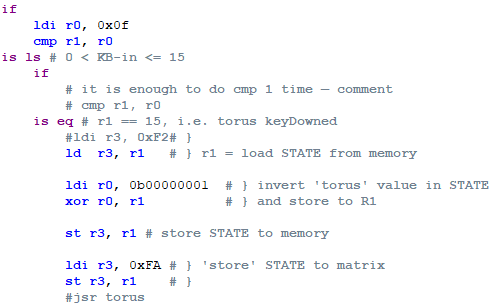 if
    ldi r0, 0x0f
    cmp r1, r0
is ls # 0 < KB-in <= 15
    if
        # it is enough to do cmp 1 time — comment
        # cmp r1, r0
    is eq # r1 == 15, i.e. torus keyDowned
        #ldi r3, 0xF2# }
        ld  r3, r1  # } r1 = load STATE from memory

        ldi r0, 0b00000001  # } invert 'torus' value in STATE
        xor r0, r1          # } and store to R1

        st r3, r1 # store STATE to memory

        ldi r3, 0xFA # } 'store' STATE to matrix
        st r3, r1    # }
        #jsr torus